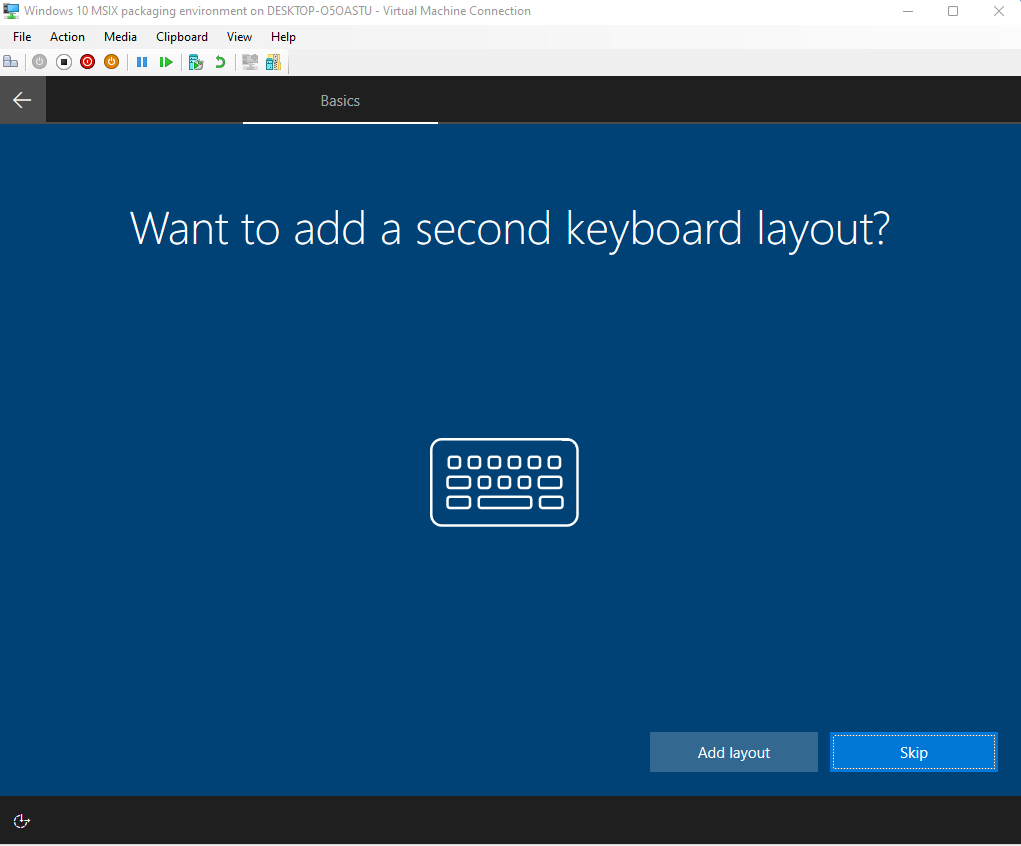 Windows 10 MSIX packaging environment on DESKTOP-O5OASTU - Virtual Machine Connection
File Action Media Clipboard View Help
Basics
Want to add a second keyboard layout?
Add layout Skip